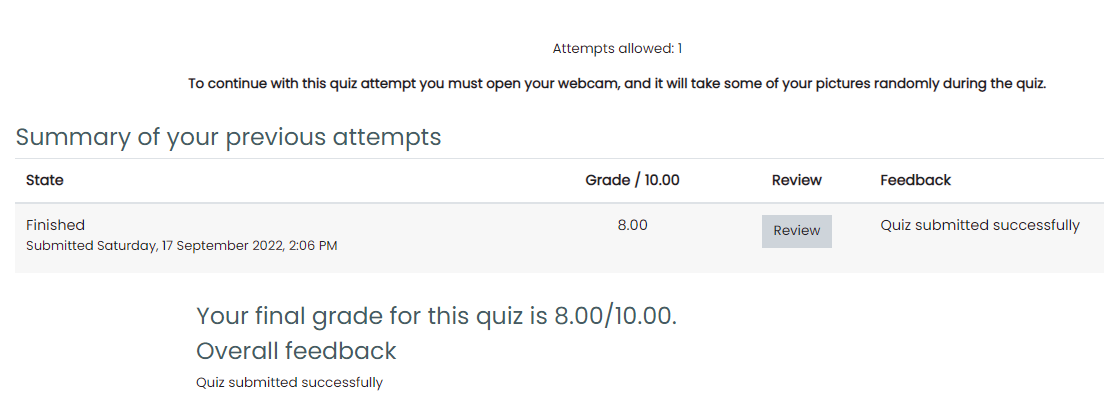 Attempts allowed: 1
To continue with this quiz attempt you must open your webcam, and it will take some of your pictures randomly during the quiz.
Summary of your previous attempts
State Grade / 10.00 Review Feedback
Finished 8.00 Review Quiz submitted successfully
Submitted Saturday, 17 September 2022, 2:06 PM
Your final grade for this quiz is 8.00/10.00.
Overall feedback
Quiz submitted successfully